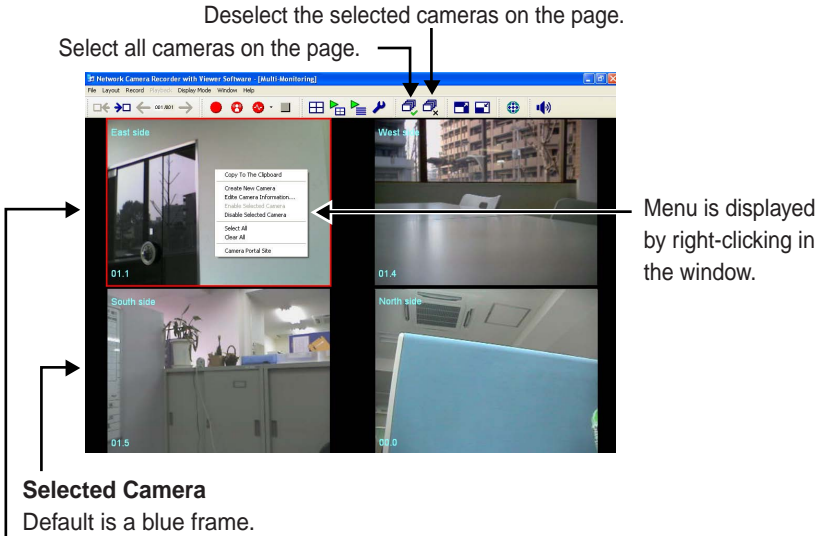 Deselect the selected cameras on the page.
Select all cameras on the page.
Network Camera Recorder with Viewer Software - [Multi-Monitoring]
File Layout Record Playback Display Mode Window Help
001/001
East side
West side
Copy To The Clipboard
Create New Camera
Edite Camera Information...
Enable Selected Camera
Disable Selected Camera
Select All
Clear All
Camera Portal Site
Menu is displayed
by right-clicking in
the window.
01.1
01.4
South side
North side
01.5
00.0
Selected Camera
Default is a blue frame.